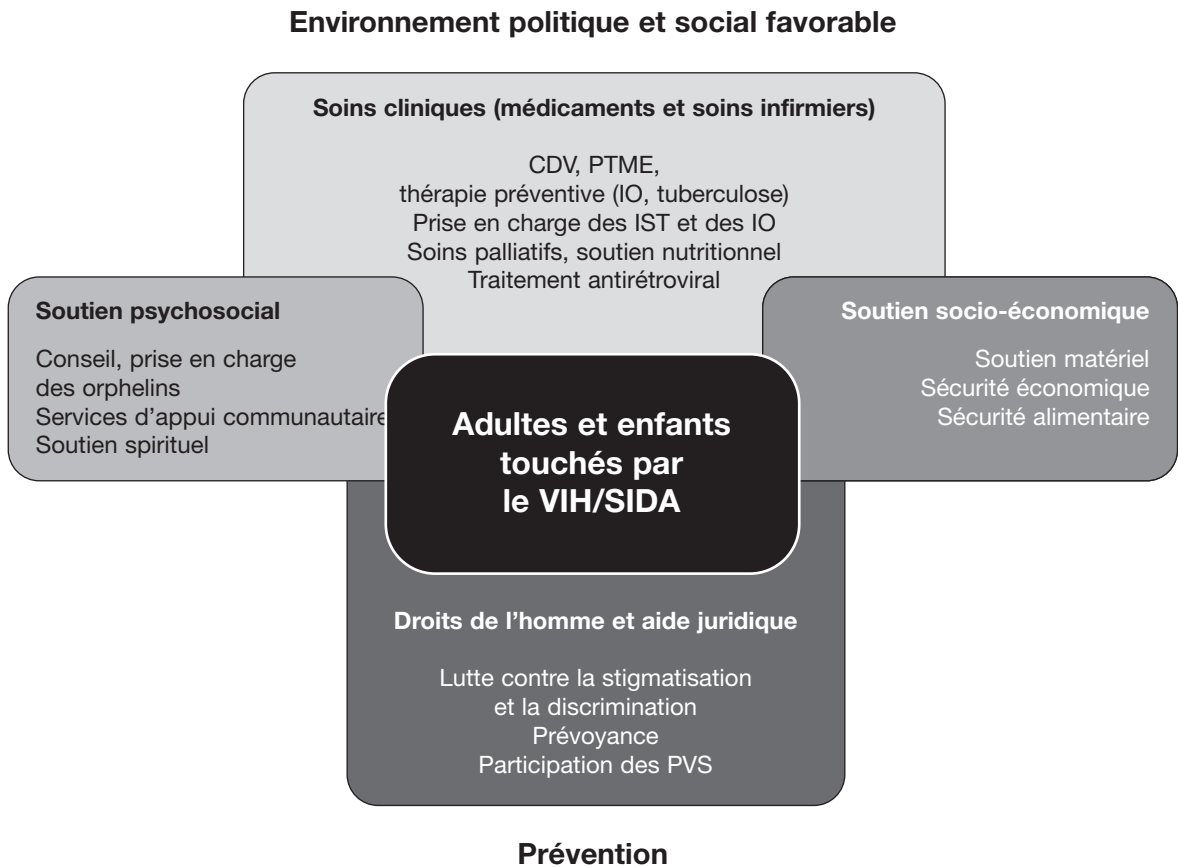 Environnement politique et social favorable
Soins cliniques (médicaments et soins infirmiers)
CDV, PTME,
thérapie préventive (IO, tuberculose)
Prise en charge des IST et des IO
Soins palliatifs, soutien nutritionnel
Traitement antirétroviral
Soutien psychosocial
Conseil, prise en charge
des orphelins
Services d'appui communautaire
Soutien spirituel
Soutien socio-économique
Soutien matériel
Sécurité économique
Sécurité alimentaire
Adultes et enfants
touchés par
le VIH/SIDA
Droits de l’homme et aide juridique
Lutte contre la stigmatisation
et la discrimination
Prévoyance
Participation des PVS
Prévention